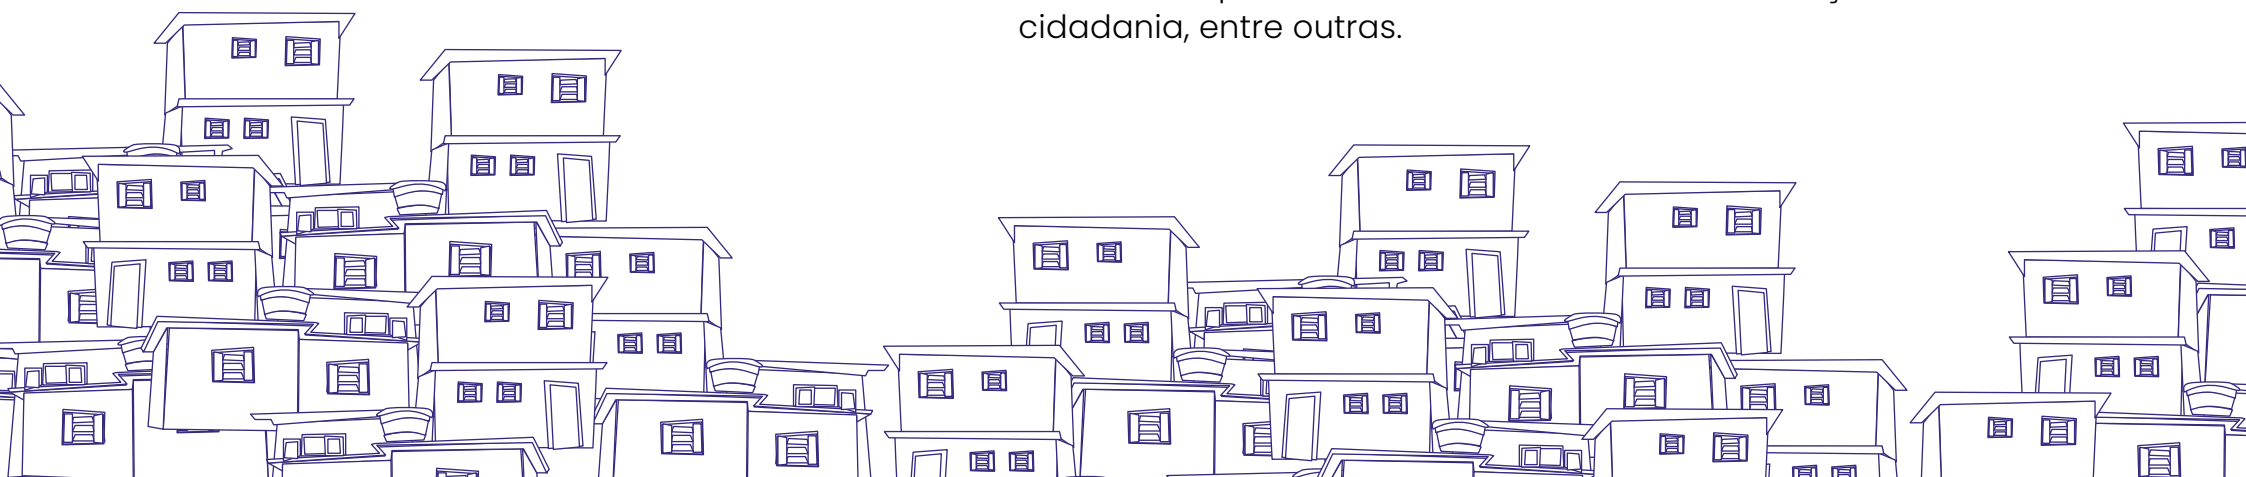 cidadania, entre outras.